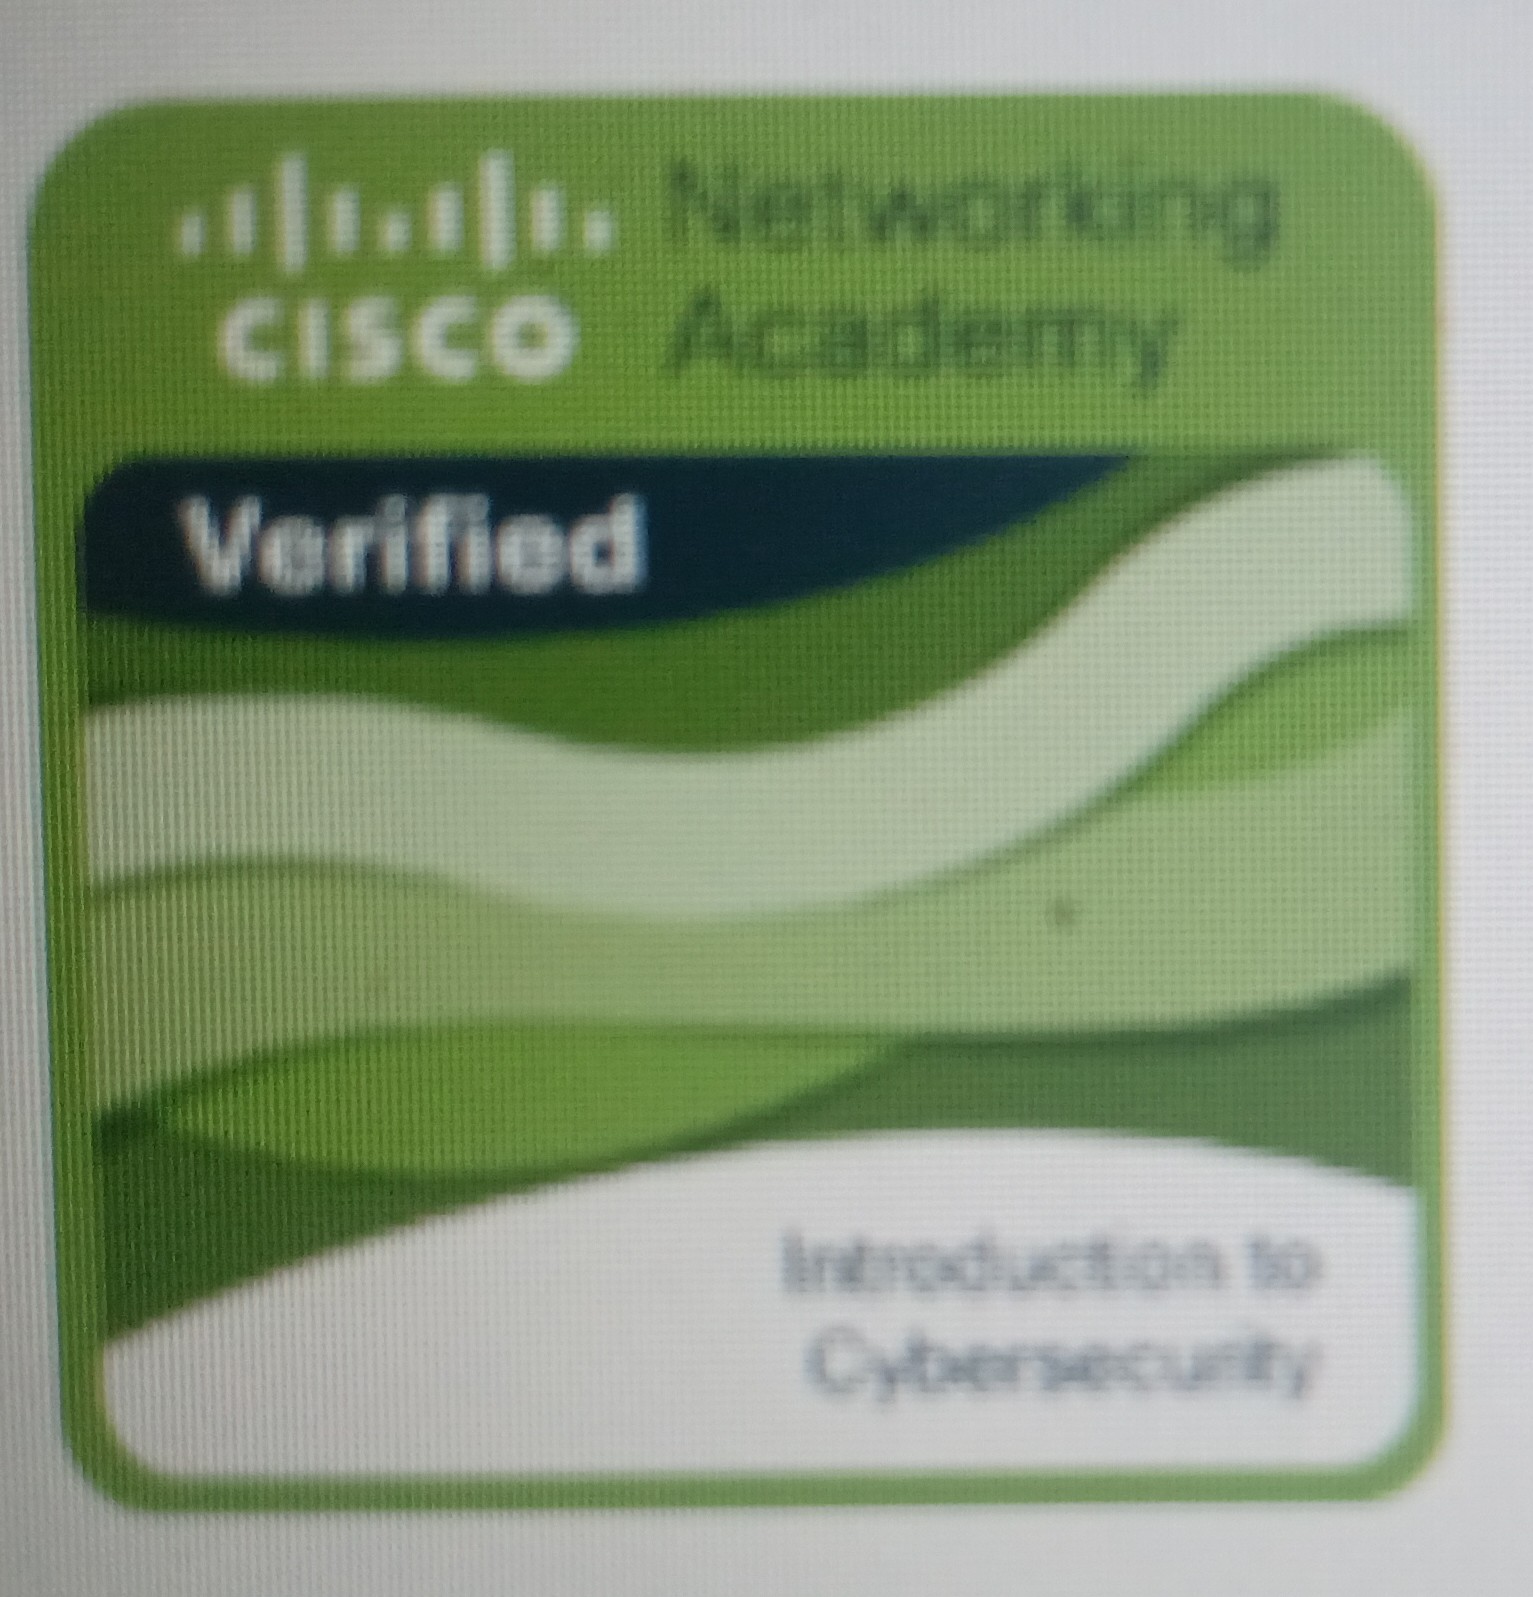 CISCO
Networking
Academy
Verified
Introduction to
Cybersecurity